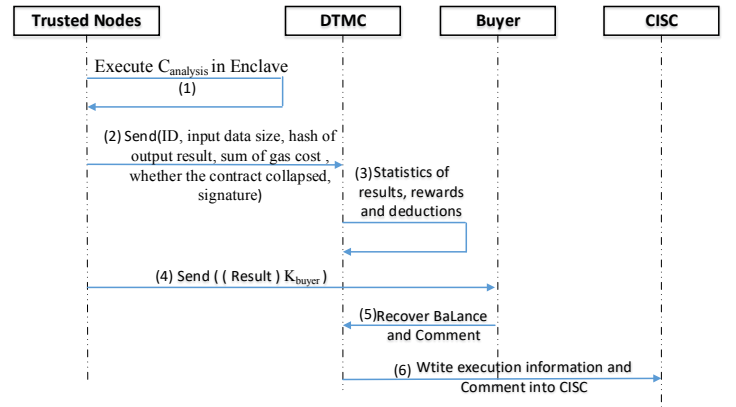 Trusted Nodes
DTMC
Buyer
CISC
Execute Canalysis in Enclave
(1)
(2) Send(ID, input data size, hash of
output result, sum of gas cost ,
whether the contract collapsed,
signature)
(3)Statistics of
results, rewards
and deductions
(4) Send ( ( Result ) Kbuyer )
(5)Recover BaLance
and Comment
(6) Wtite execution information and
Comment into CISC